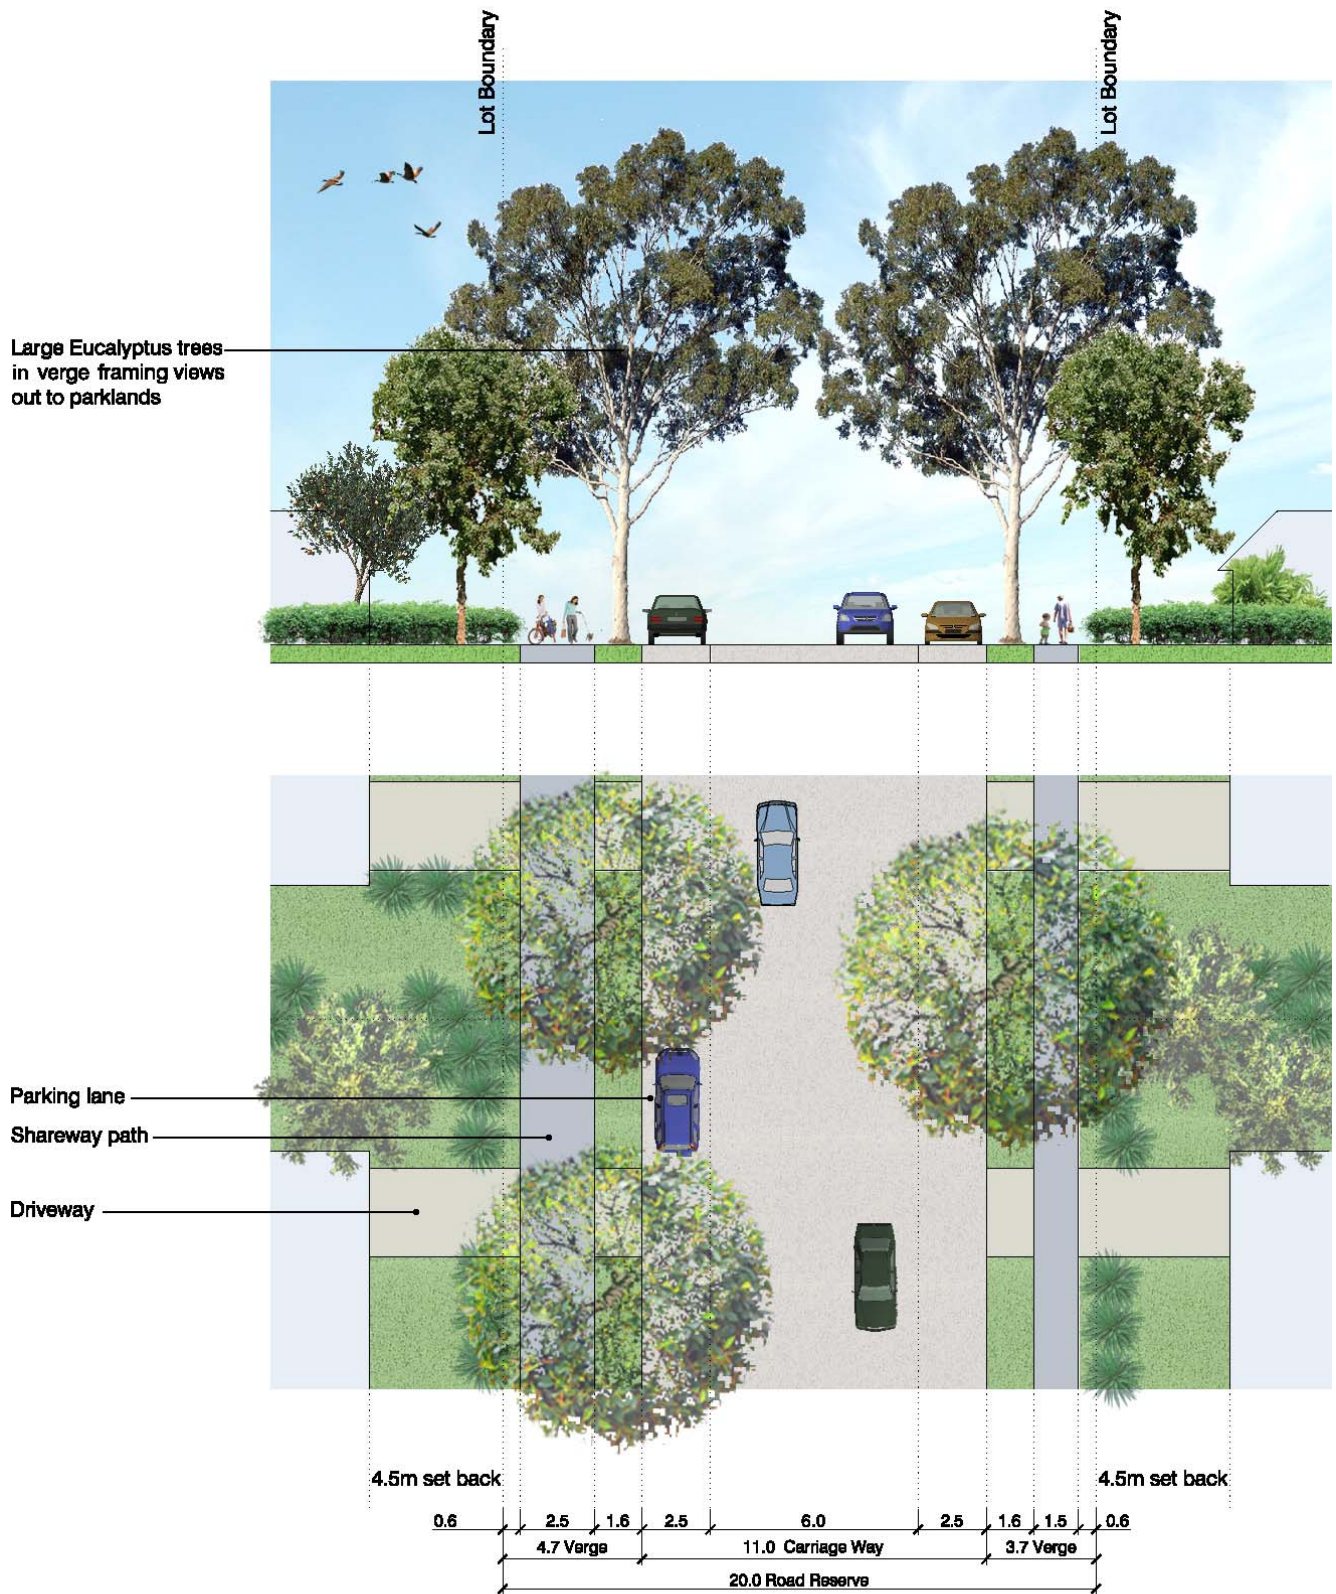 Lot Boundary
Lot Boundary
Large Eucalyptus trees
in verge framing views
out to parklands
Parking lane
Shareway path
Driveway
4.5m set back
4.5m set back
0.6 2.5 1.6 2.5 6.0 2.5 1.6 1.5 0.6
4.7 Verge 11.0 Carriage Way 3.7 Verge
20.0 Road Reserve